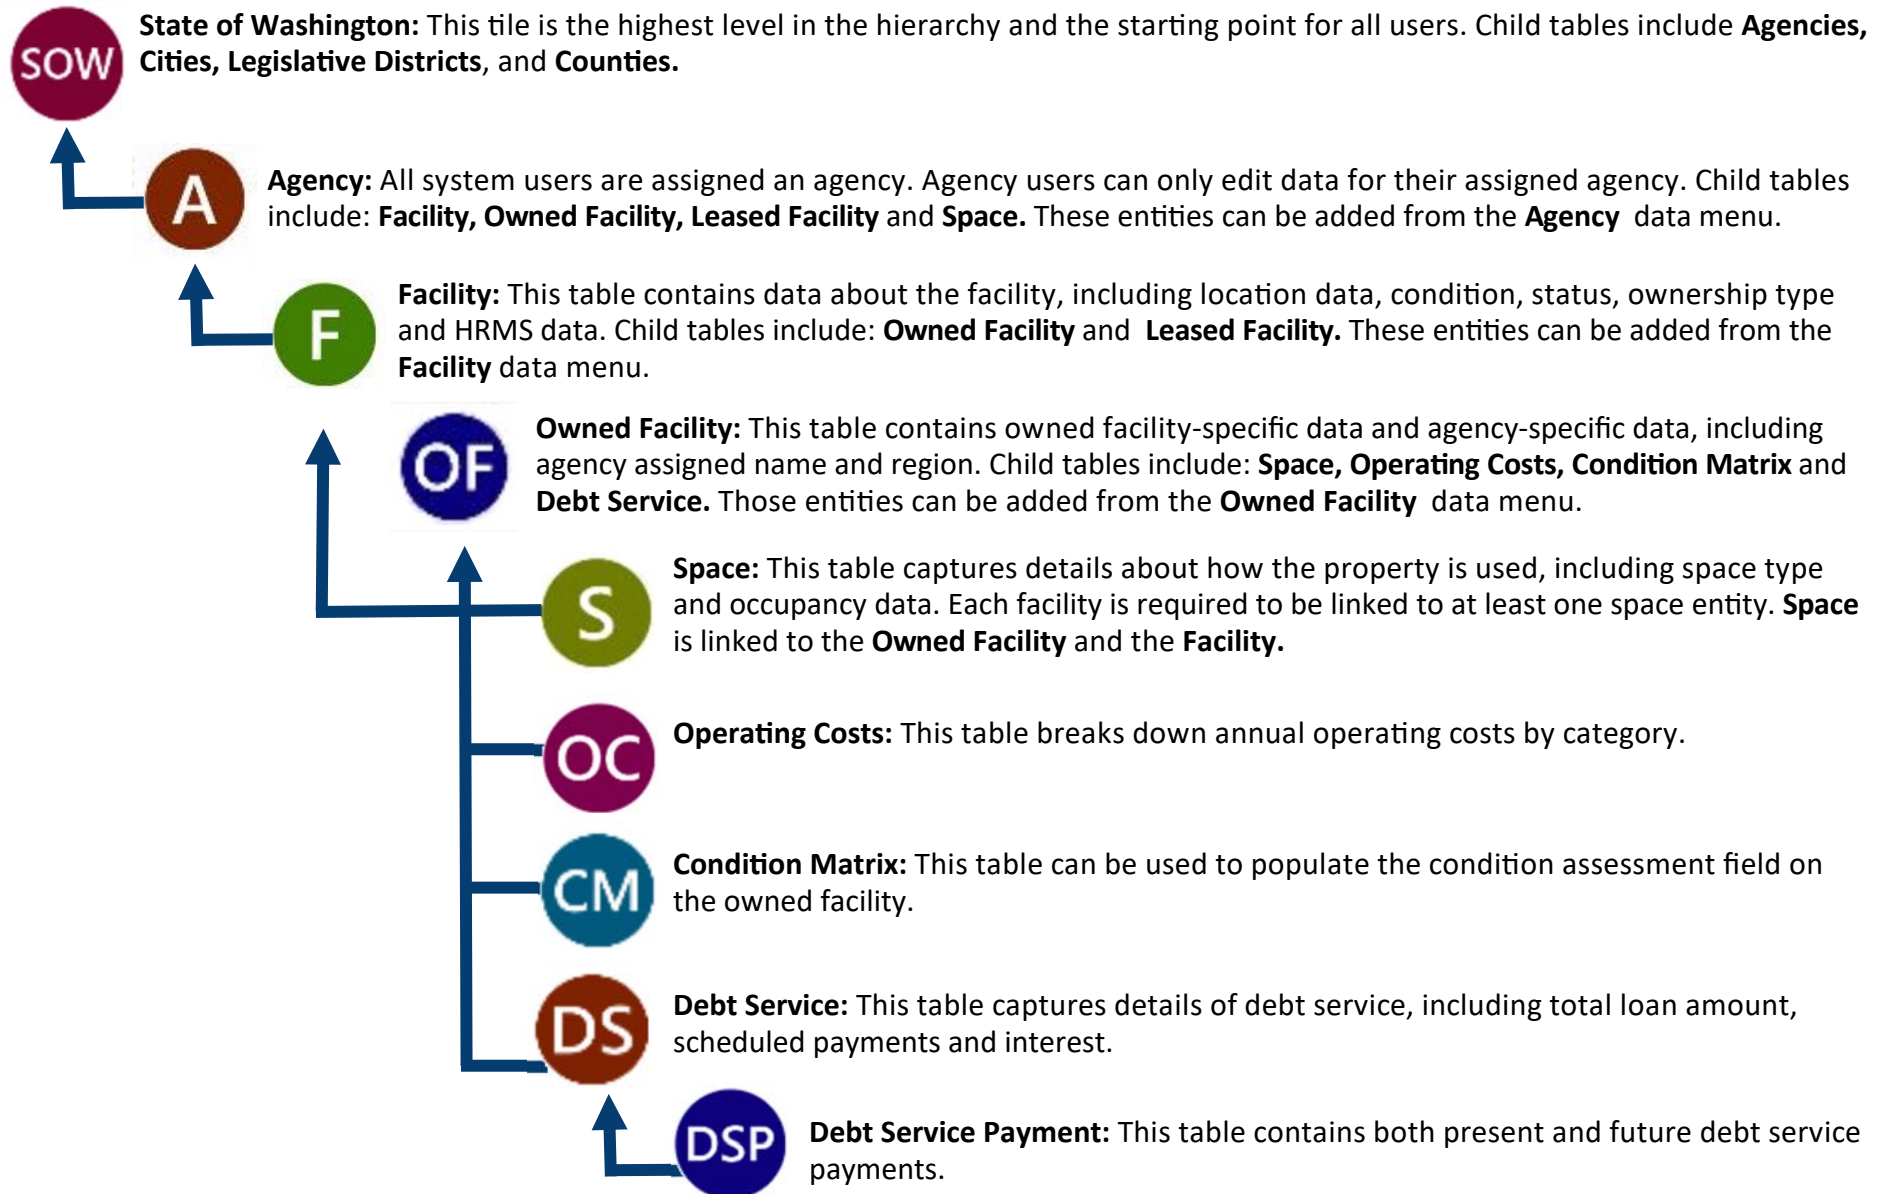 SOW
State of Washington: This tile is the highest level in the hierarchy and the starting point for all users. Child tables include Agencies,
Cities, Legislative Districts, and Counties.
A
Agency: All system users are assigned an agency. Agency users can only edit data for their assigned agency. Child tables
include: Facility, Owned Facility, Leased Facility and Space. These entities can be added from the Agency data menu.
F
Facility: This table contains data about the facility, including location data, condition, status, ownership type
and HRMS data. Child tables include: Owned Facility and Leased Facility. These entities can be added from the
Facility data menu.
OF
Owned Facility: This table contains owned facility-specific data and agency-specific data, including
agency assigned name and region. Child tables include: Space, Operating Costs, Condition Matrix and
Debt Service. Those entities can be added from the Owned Facility data menu.
S
Space: This table captures details about how the property is used, including space type
and occupancy data. Each facility is required to be linked to at least one space entity. Space
is linked to the Owned Facility and the Facility.
OC
Operating Costs: This table breaks down annual operating costs by category.
CM
Condition Matrix: This table can be used to populate the condition assessment field on
the owned facility.
DS
Debt Service: This table captures details of debt service, including total loan amount,
scheduled payments and interest.
DSP
Debt Service Payment: This table contains both present and future debt service
payments.